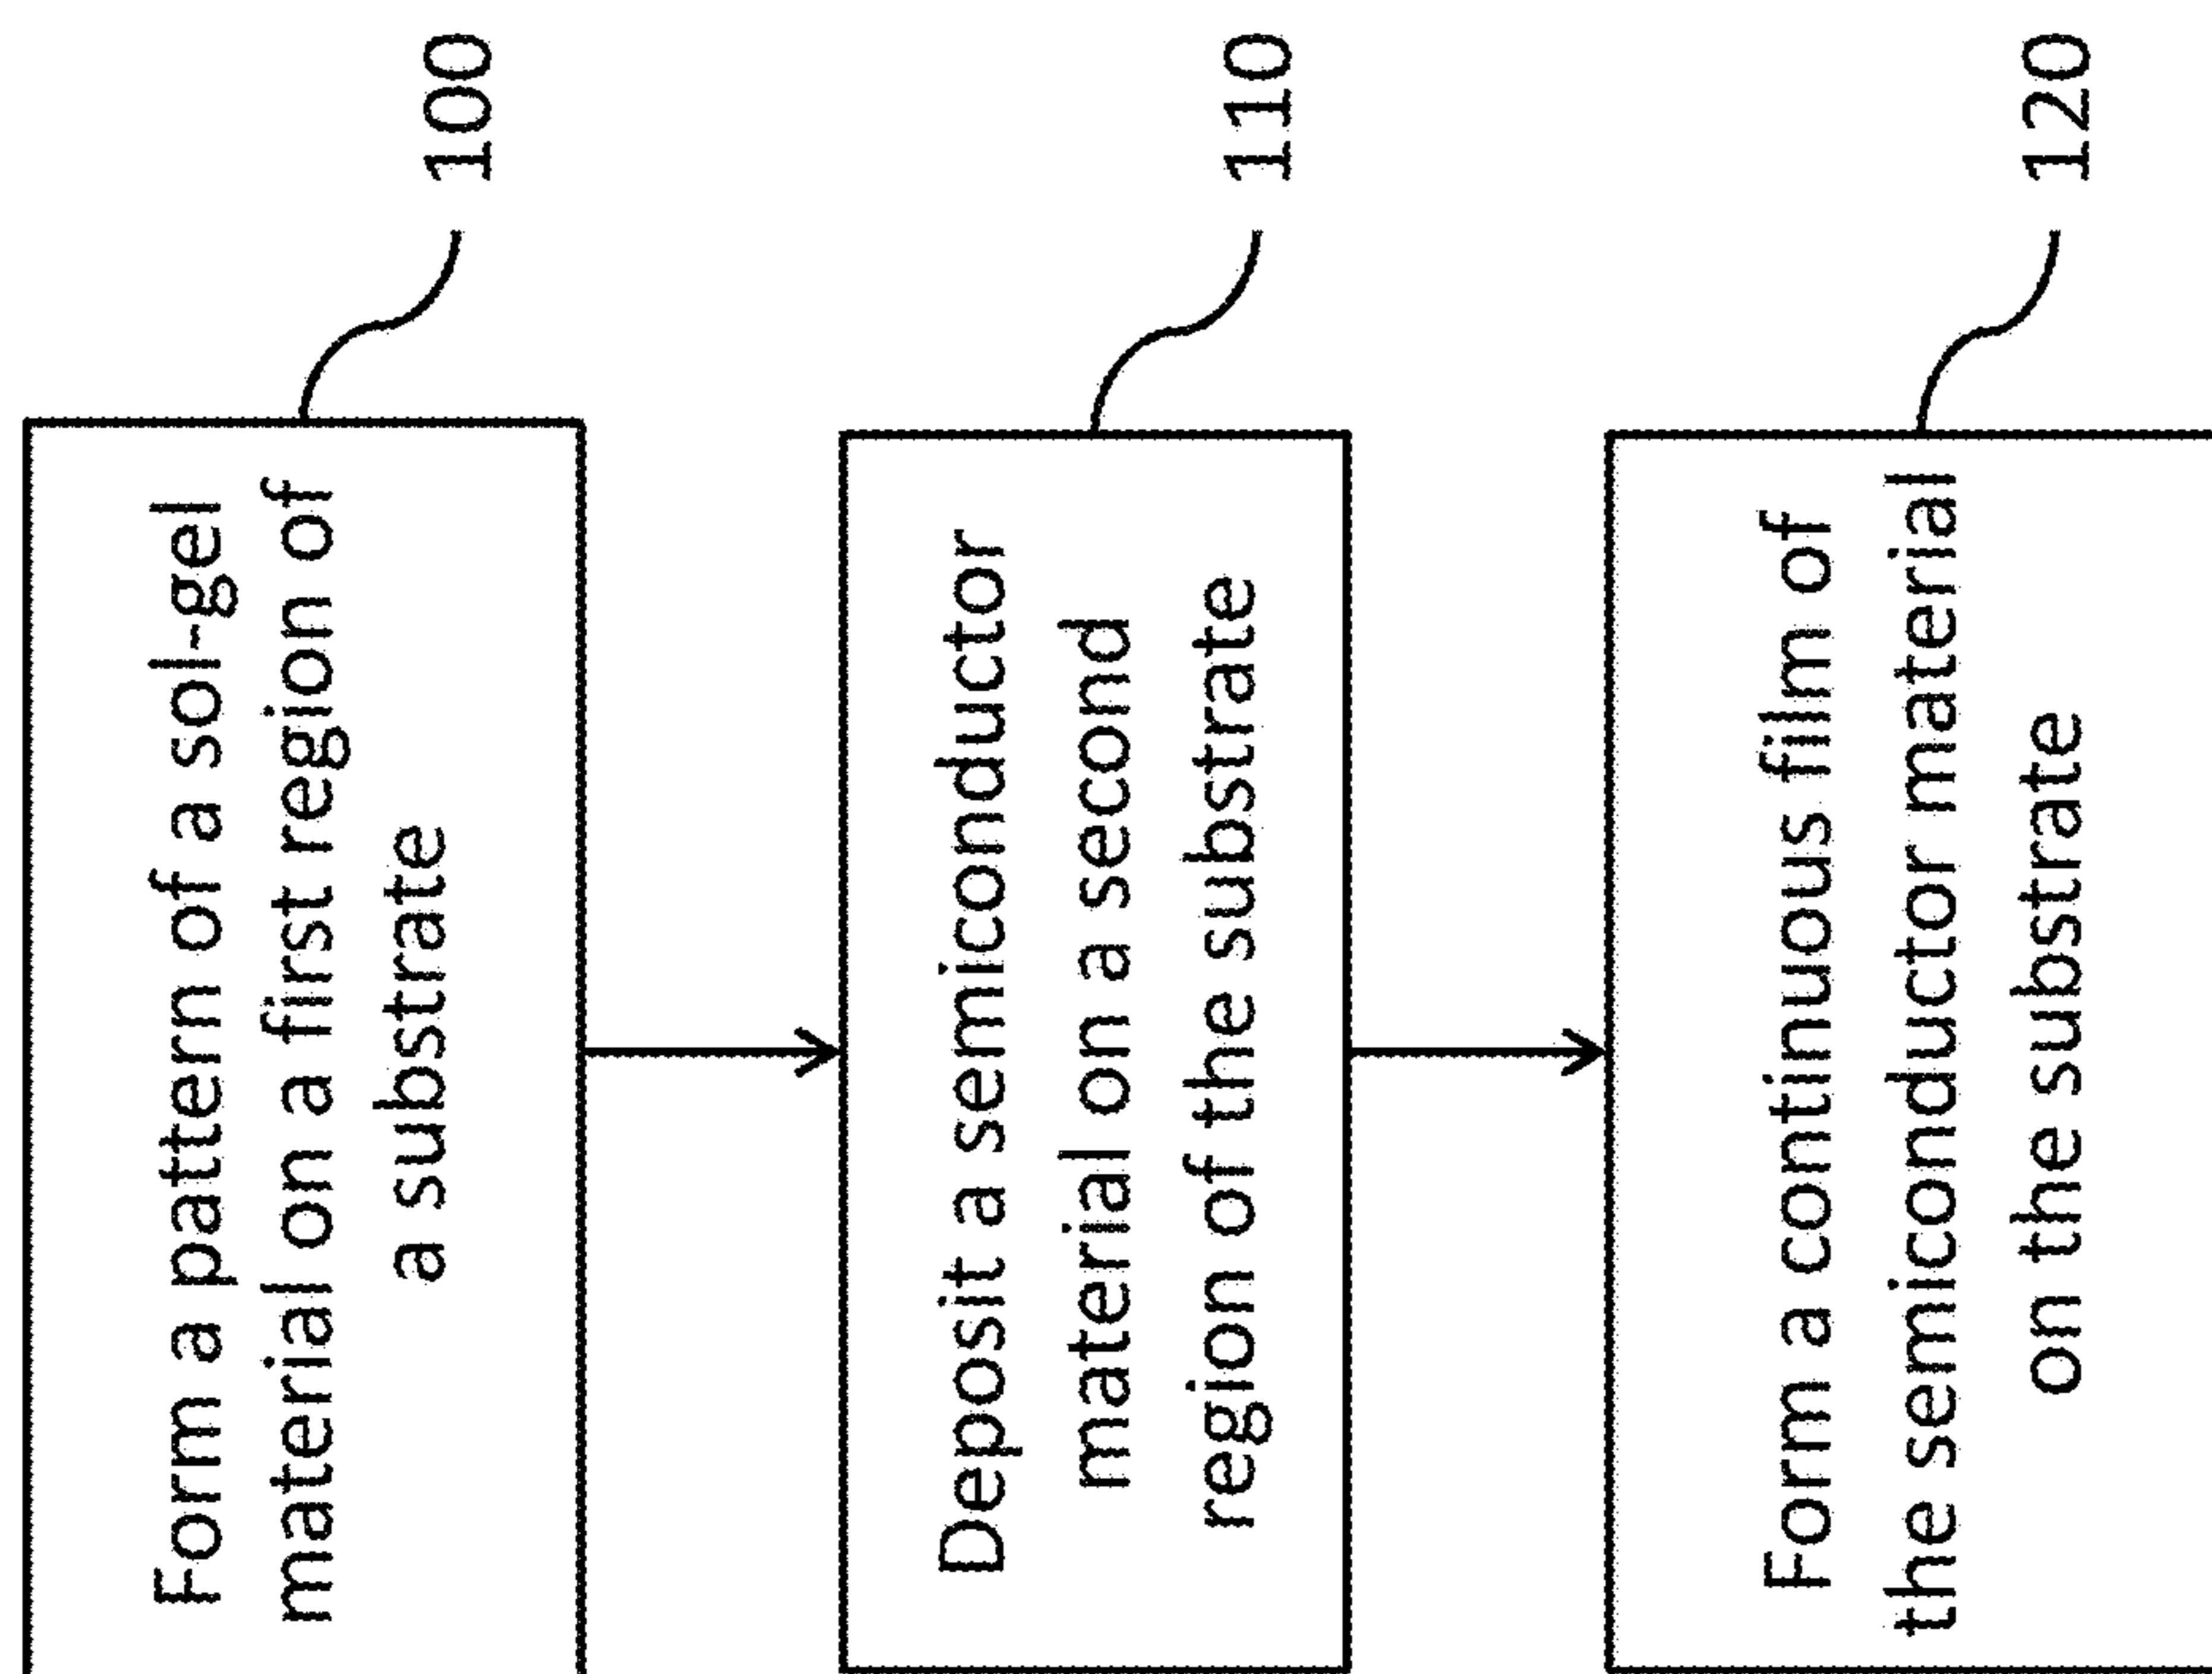 Form a pattern of a sol-gel
material on a first region of
a substrate
100
Deposit a semiconductor
material on a second
region of the substrate
110
Form a continuous film of
the semiconductor material
on the substrate
120